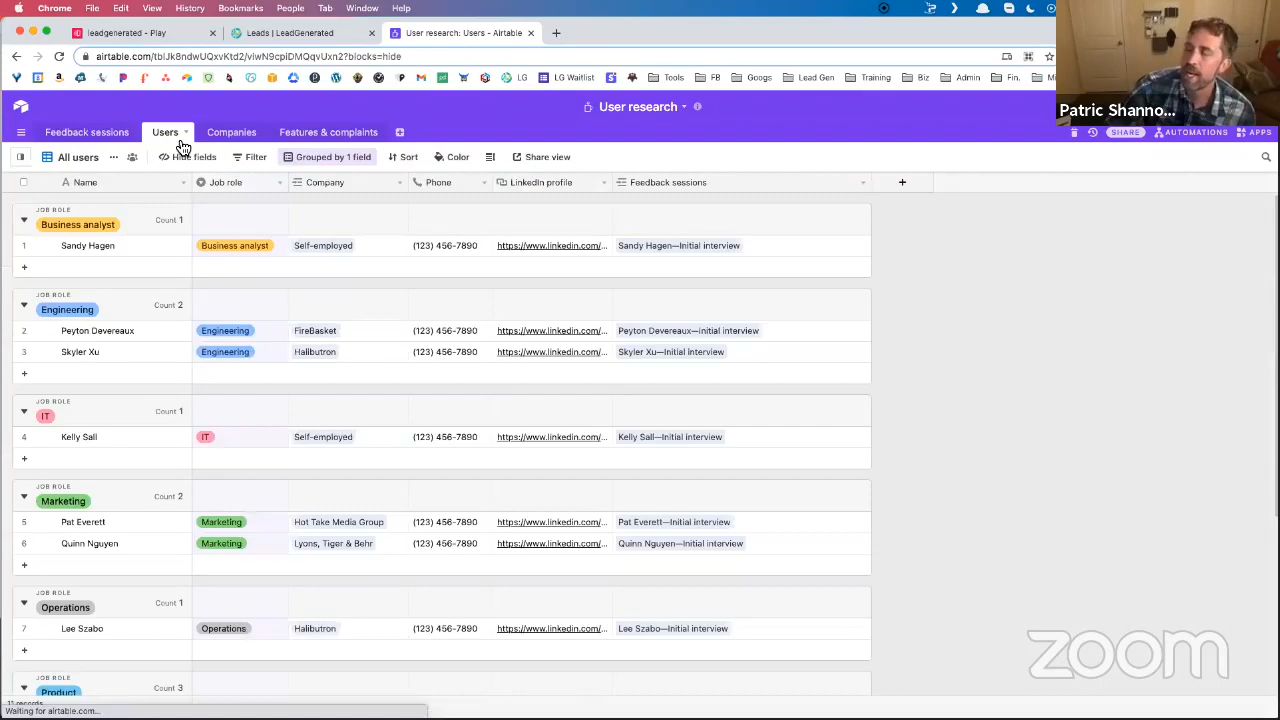 Chrome File Edit View History Bookmarks People Tab Window Help
leadgenerated - Play
Leads | LeadGenerated
User research: Users - Airtable
airtable.com/tblJk8ndwUQxvKtd2/viwN9cpiDMQqvUxn2?blocks=hide
LG LG Waitlist Tools FB Googs Lead Gen Training Biz Admin Fin.
Patric Shanno...
User research
Feedback sessions Users Companies Features & complaints
SHARE AUTOMATIONS APPS
All users ... Hide fields Filter Grouped by 1 field Sort Color Share view
Name Job role Company Phone LinkedIn profile Feedback sessions
JOB ROLE
Business analyst Count 1
1 Sandy Hagen Business analyst Self-employed (123) 456-7890 https://www.linkedin.com/... Sandy Hagen—Initial interview
+
JOB ROLE
Engineering Count 2
2 Peyton Devereaux Engineering FireBasket (123) 456-7890 https://www.linkedin.com/... Peyton Devereaux—Initial interview
3 Skyler Xu Engineering Halibutron (123) 456-7890 https://www.linkedin.com/... Skyler Xu—Initial interview
+
JOB ROLE
IT Count 1
4 Kelly Sall IT Self-employed (123) 456-7890 https://www.linkedin.com/... Kelly Sall—Initial interview
+
JOB ROLE
Marketing Count 2
5 Pat Everett Marketing Hot Take Media Group (123) 456-7890 https://www.linkedin.com/... Pat Everett—Initial interview
6 Quinn Nguyen Marketing Lyons, Tiger & Behr (123) 456-7890 https://www.linkedin.com/... Quinn Nguyen—Initial interview
+
JOB ROLE
Operations Count 1
7 Lee Szabo Operations Halibutron (123) 456-7890 https://www.linkedin.com/... Lee Szabo—Initial interview
+
JOB ROLE
Product Count 3
11 records
Waiting for airtable.com...
zoom